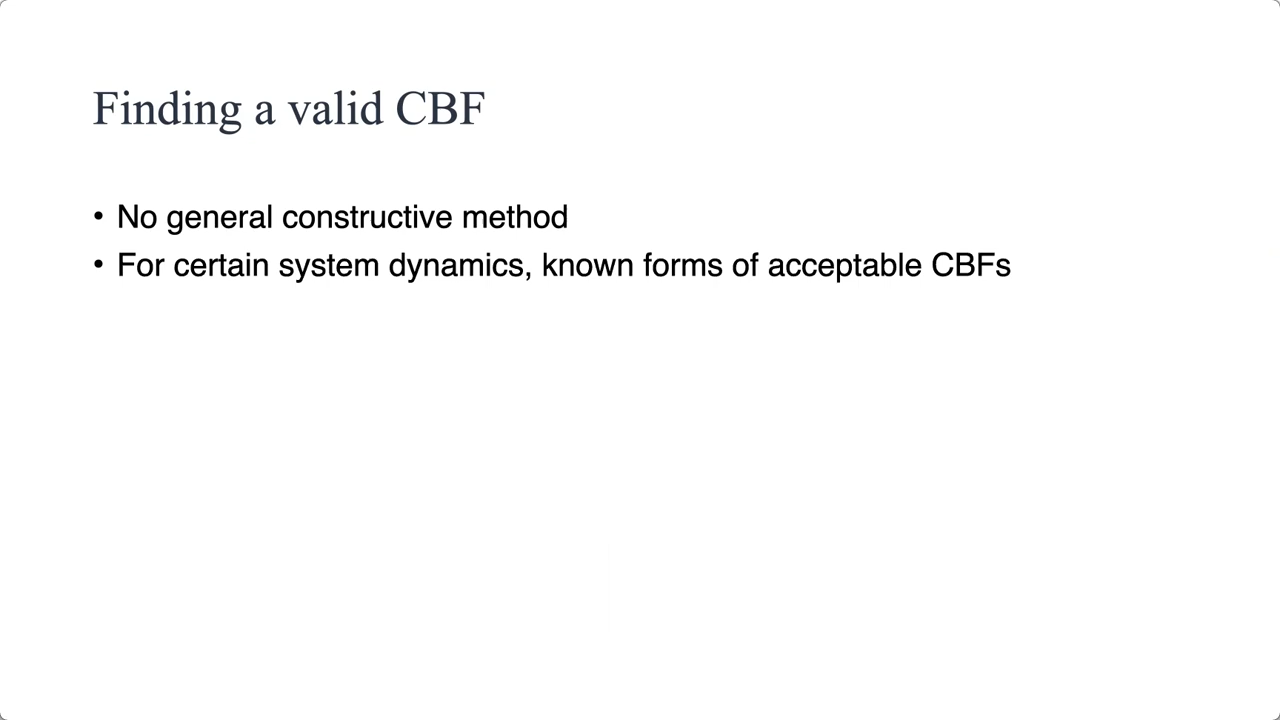 Finding a valid CBF
• No general constructive method
• For certain system dynamics, known forms of acceptable CBFs